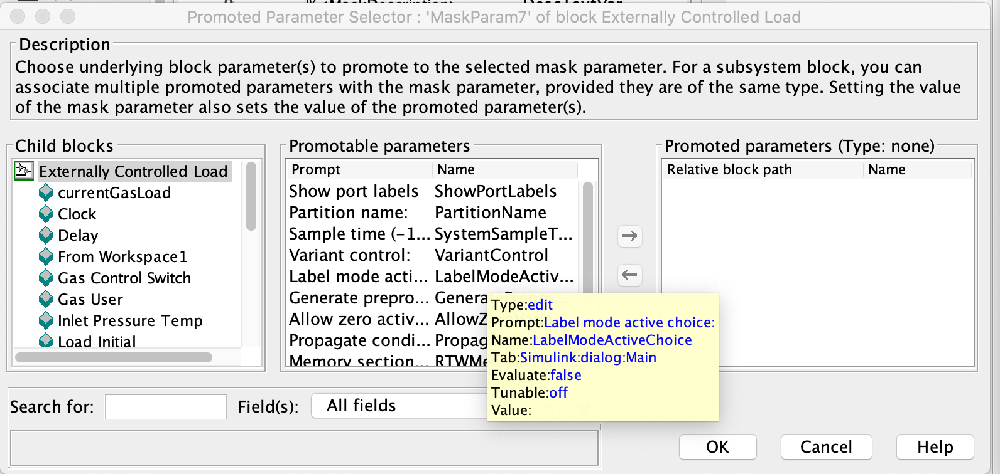 Promoted Parameter Selector : 'MaskParam7' of block Externally Controlled Load
Description
Choose underlying block parameter(s) to promote to the selected mask parameter. For a subsystem block, you can
associate multiple promoted parameters with the mask parameter, provided they are of the same type. Setting the value
of the mask parameter also sets the value of the promoted parameter(s).
Child blocks
Externally Controlled Load
currentGasLoad
Clock
Delay
From Workspace1
Gas Control Switch
Gas User
Inlet Pressure Temp
Load Initial
Promotable parameters
Prompt Name
Show port labels ShowPortLabels
Partition name: PartitionName
Sample time (-1... SystemSampleT...
Variant control: VariantControl
Label mode acti... LabelModeActiv...
Generate prepro... Generate
Allow zero activ... AllowZ
Propagate condi... Propag
Memory section... RTWMe
Type:edit
Prompt:Label mode active choice:
Name:LabelModeActiveChoice
Tab:Simulink:dialog:Main
Evaluate:false
Tunable:off
Value:
Promoted parameters (Type: none)
Relative block path Name
Search for: Field(s): All fields
OK Cancel Help